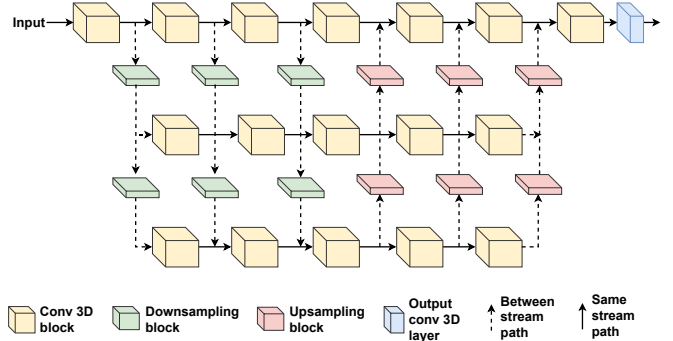 Input
Conv 3D
block
Downsampling
block
Upsampling
block
Output
conv 3D
layer
Between
stream
path
Same
stream
path